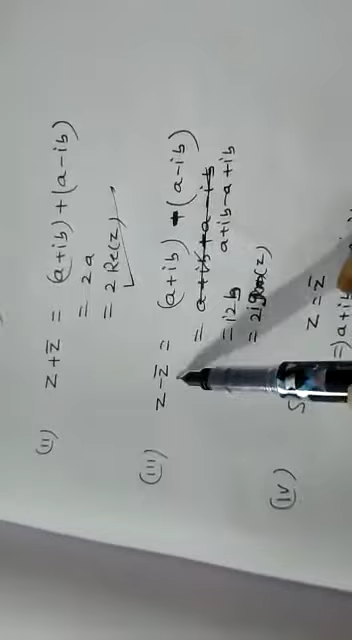 (ii) z + z̄ = (a+ib)+(a-ib)
= 2a
= 2 Re(z)
(iii) z - z̄ = (a+ib) - (a-ib)
= a+ib-a+ib
= i2b
= 2i Im(z)
(iv)
z = z̄
=) a+ib